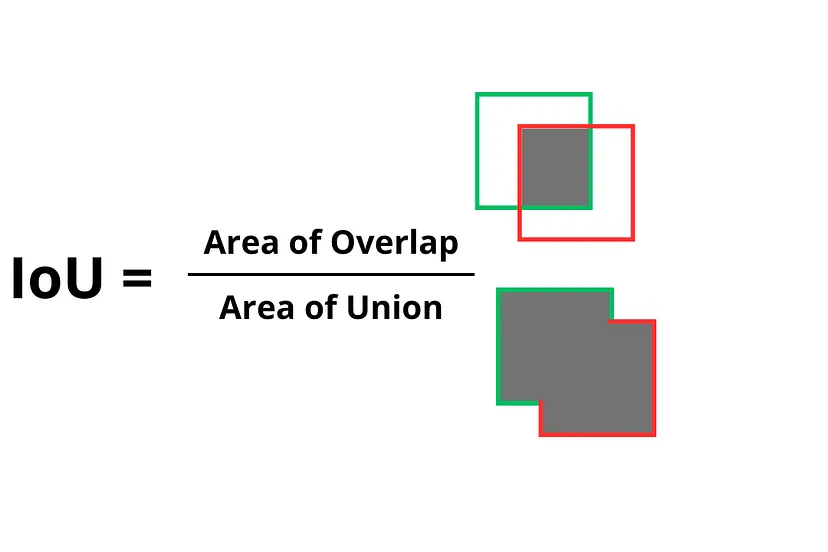 IoU =
Area of Overlap
Area of Union